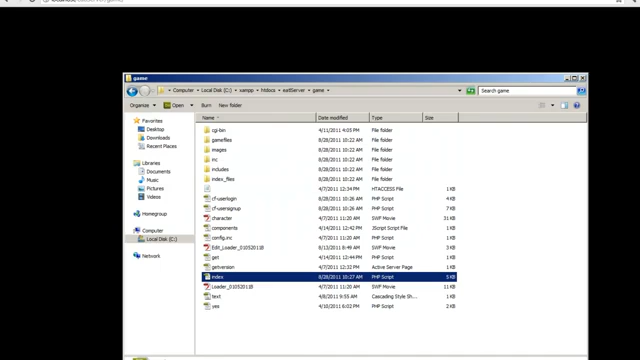 game
Computer ▸ Local Disk (C:) ▸ xampp ▸ htdocs ▸ ▸ game ▸
Search game
Organize ▾ Open ▾ Burn New folder
Name Date modified Type Size
Favorites
Desktop
Downloads
Recent Places
Libraries
Documents
Music
Pictures
Videos
Homegroup
Computer
Local Disk (C:)
Network
cgi-bin 4/11/2011 4:05 PM File folder
gamefiles 8/28/2011 10:22 AM File folder
images 8/28/2011 10:22 AM File folder
inc 8/28/2011 10:22 AM File folder
includes 8/28/2011 10:22 AM File folder
index_files 8/28/2011 10:22 AM File folder
4/7/2011 12:34 PM HTACCESS File 1 KB
cf-userlogin 8/28/2011 10:26 AM PHP Script 4 KB
cf-usersignup 8/28/2011 10:26 AM PHP Script 7 KB
character 4/7/2011 11:20 AM SWF Movie 31 KB
components 4/14/2011 12:42 PM JScript Script File 1 KB
config.inc 4/7/2011 11:20 AM PHP Script 1 KB
Edit_Loader_01052011B 8/13/2011 8:49 AM SWF Movie 3 KB
get 4/14/2011 12:44 PM PHP Script 1 KB
getversion 4/7/2011 12:32 PM Active Server Page 1 KB
index 8/28/2011 10:27 AM PHP Script 5 KB
Loader_01052011B 4/7/2011 11:20 AM SWF Movie 11 KB
text 4/8/2011 9:55 AM Cascading Style Sh... 1 KB
yes 4/10/2011 6:02 PM PHP Script 2 KB